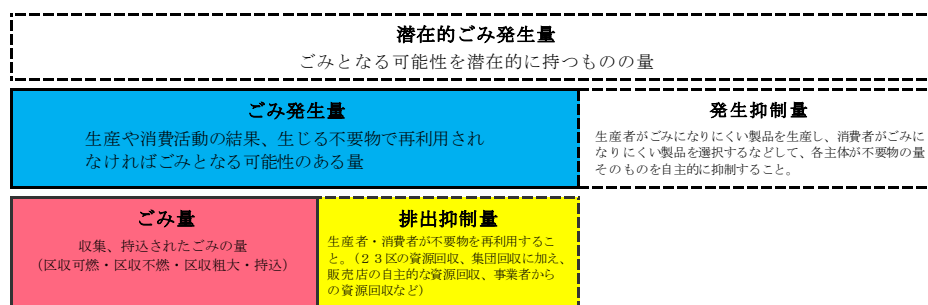 潜在的ごみ発生量
ごみとなる可能性を潜在的に持つものの量
ごみ発生量
生産や消費活動の結果、生じる不要物で再利用され
なければごみとなる可能性のある量
発生抑制量
生産者がごみになりにくい製品を生産し、消費者がごみに
なりにくい製品を選択するなどして、各主体が不要物の量
そのものを自主的に抑制すること。
ごみ量
収集、持込されたごみの量
（区収可燃・区収不燃・区収粗大・持込）
排出抑制量
生産者・消費者が不要物を再利用するこ
と。（２３区の資源回収、集団回収に加え、
販売店の自主的な資源回収、事業者から
の資源回収など）